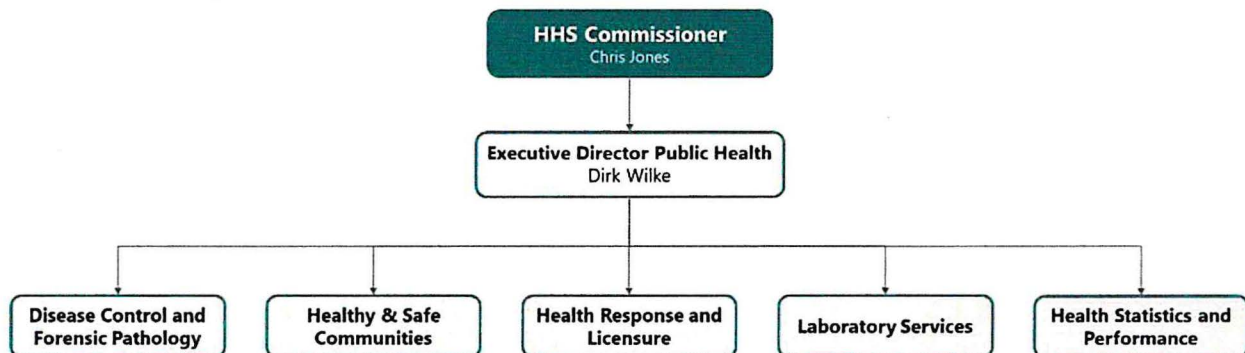 HHS Commissioner
Chris Jones
Executive Director Public Health
Dirk Wilke
Disease Control and
Forensic Pathology
Healthy & Safe
Communities
Health Response and
Licensure
Laboratory Services
Health Statistics and
Performance